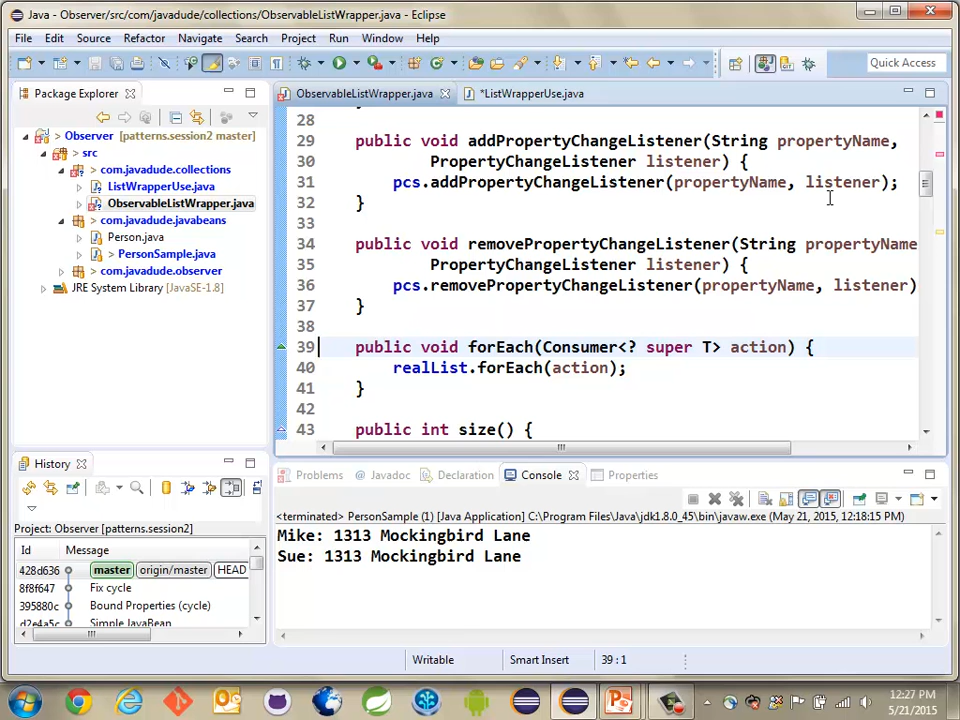 Java - Observer/src/com/javadude/collections/ObservableListWrapper.java - Eclipse
File Edit Source Refactor Navigate Search Project Run Window Help
Quick Access
Package Explorer
> Observer [patterns.session2 master]
> src
> com.javadude.collections
ListWrapperUse.java
ObservableListWrapper.java
> com.javadude.javabeans
Person.java
> PersonSample.java
> com.javadude.observer
JRE System Library [JavaSE-1.8]
ObservableListWrapper.java *ListWrapperUse.java
28 }
29 public void addPropertyChangeListener(String propertyName,
30 PropertyChangeListener listener) {
31 pcs.addPropertyChangeListener(propertyName, listener);
32 }
33
34 public void removePropertyChangeListener(String propertyName
35 PropertyChangeListener listener) {
36 pcs.removePropertyChangeListener(propertyName, listener)
37 }
38
39 public void forEach(Consumer<? super T> action) {
40 realList.forEach(action);
41 }
42
43 public int size() {
History
Project: Observer [patterns.session2]
Id Message
428d636 master origin/master HEAD
8f8f647 Fix cycle
395880c Bound Properties (cycle)
d2e4a5c Simple JavaBean
Problems @ Javadoc Declaration Console Properties
<terminated> PersonSample (1) [Java Application] C:\Program Files\Java\jdk1.8.0_45\bin\javaw.exe (May 21, 2015, 12:18:15 PM)
Mike: 1313 Mockingbird Lane
Sue: 1313 Mockingbird Lane
Writable Smart Insert 39 : 1
12:27 PM
5/21/2015